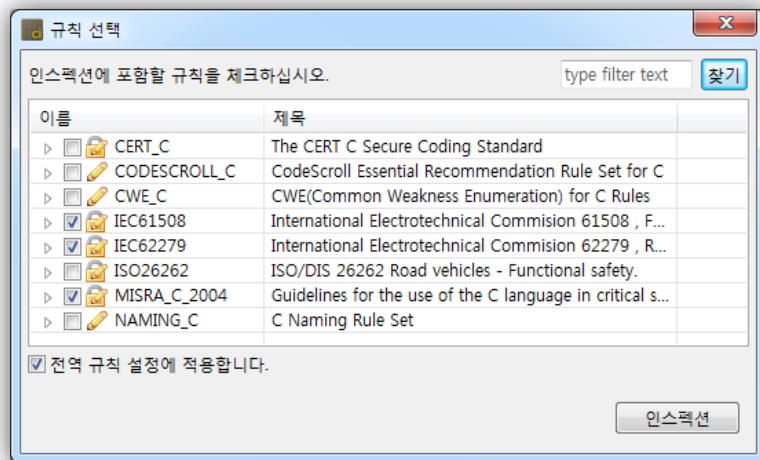 ci 규칙 선택
인스펙션에 포함할 규칙을 체크하십시오. type filter text 찾기
이름 제목
CERT_C The CERT C Secure Coding Standard
CODESCROLL_C CodeScroll Essential Recommendation Rule Set for C
CWE_C CWE(Common Weakness Enumeration) for C Rules
IEC61508 International Electrotechnical Commision 61508 , F...
IEC62279 International Electrotechnical Commision 62279 , R...
ISO26262 ISO/DIS 26262 Road vehicles - Functional safety.
MISRA_C_2004 Guidelines for the use of the C language in critical s...
NAMING_C C Naming Rule Set
전역 규칙 설정에 적용합니다.
인스펙션